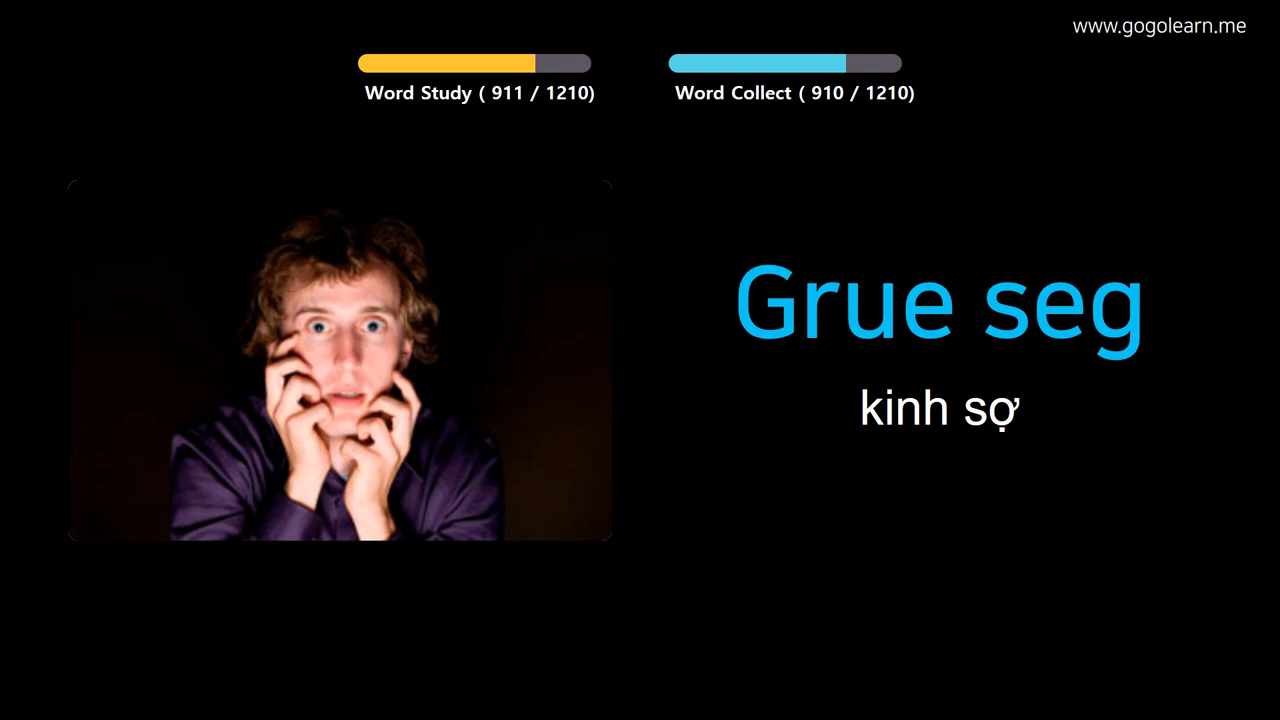 www.gogolearn.me
Word Study ( 911 / 1210)
Word Collect ( 910 / 1210)
Grue seg
kinh sợ